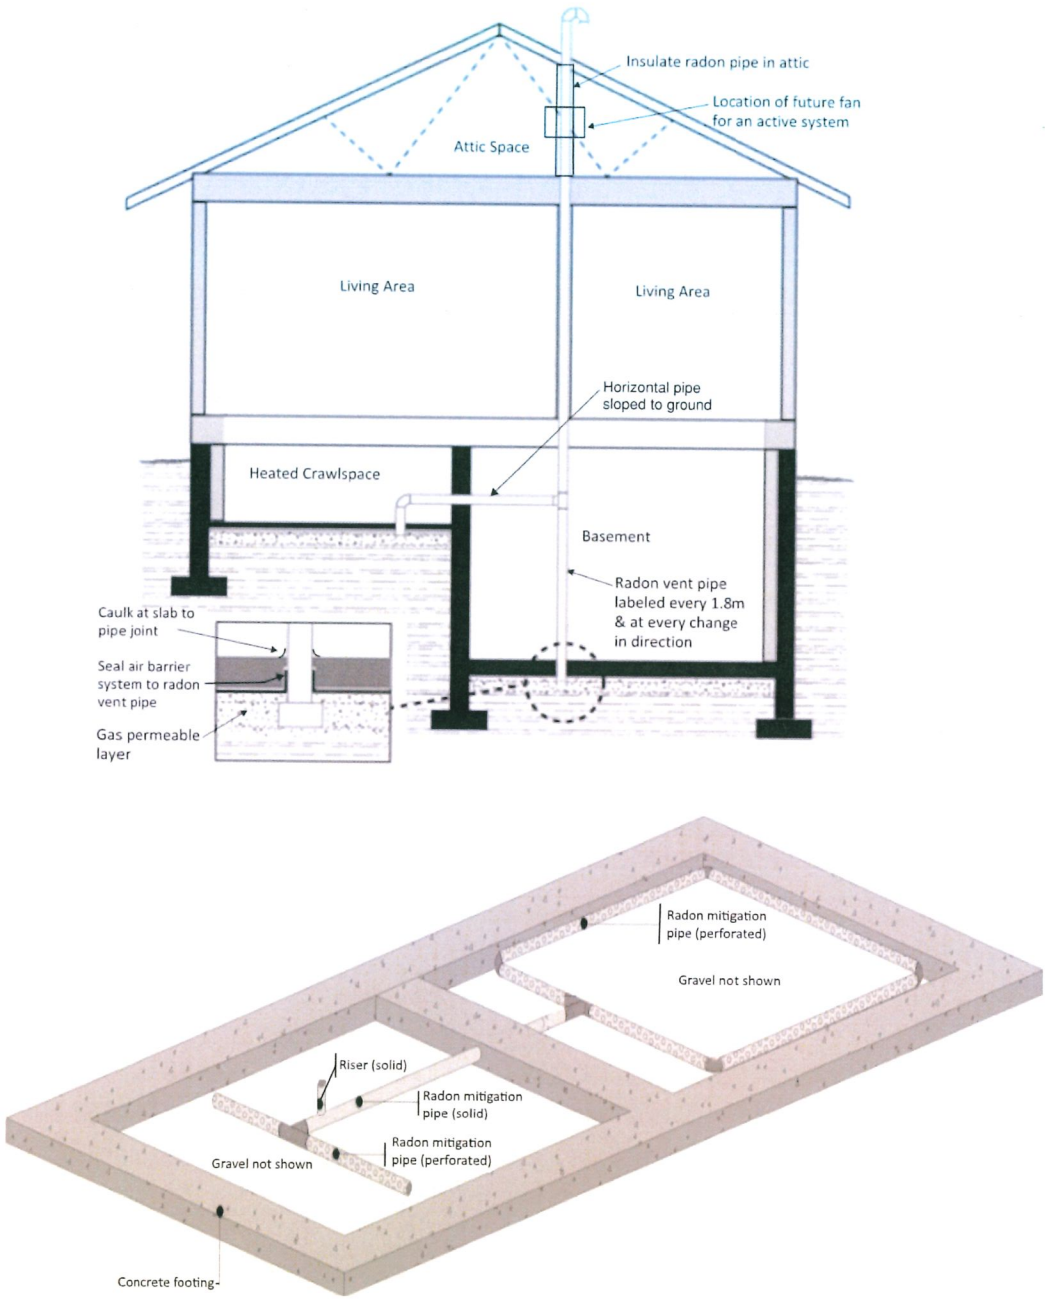 Insulate radon pipe in attic
Location of future fan
for an active system
Attic Space
Living Area
Living Area
Horizontal pipe
sloped to ground
Heated Crawlspace
Basement
Radon vent pipe
labeled every 1.8m
& at every change
in direction
Caulk at slab to
pipe joint
Seal air barrier
system to radon
vent pipe
Gas permeable
layer
Radon mitigation
pipe (perforated)
Gravel not shown
Riser (solid)
Radon mitigation
pipe (solid)
Radon mitigation
pipe (perforated)
Gravel not shown
Concrete footing